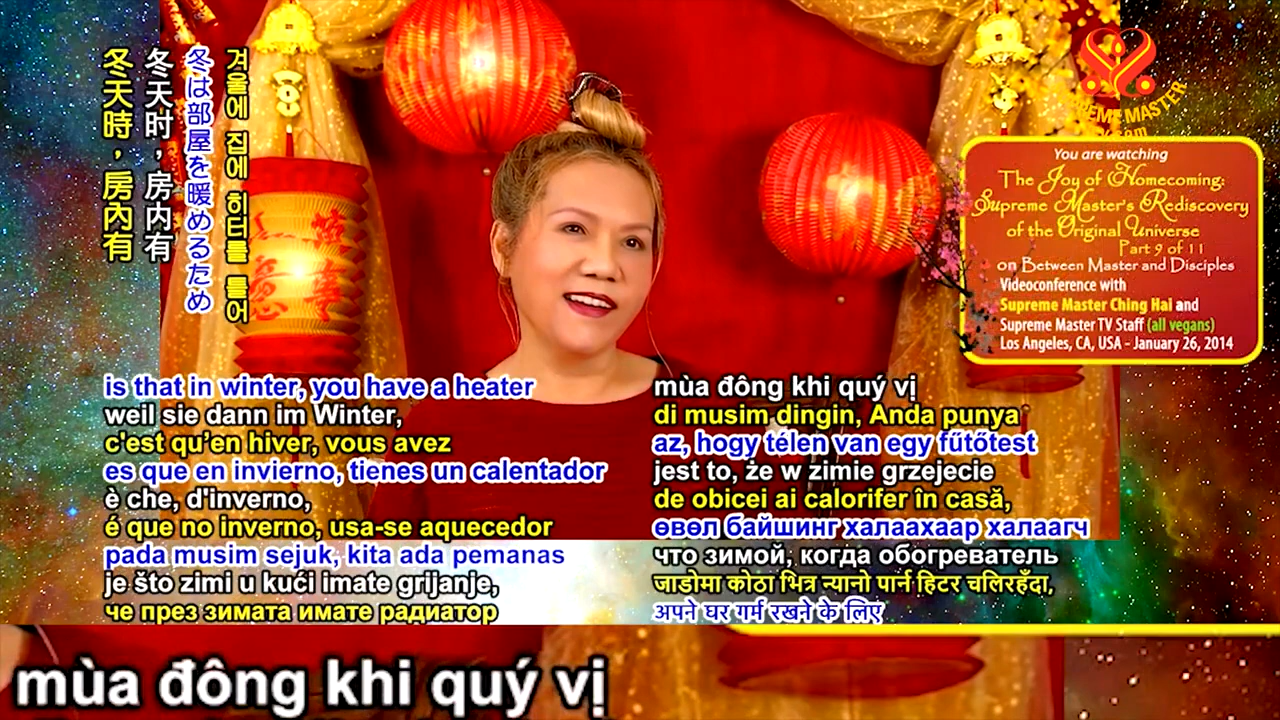 冬天時，房內有
冬天时，房内有
冬は部屋を暖めるため
겨울에 집에 히터를 틀어
SUPREME MASTER
You are watching
The Joy of Homecoming:
Supreme Master's Rediscovery
of the Original Universe
Part 9 of 11
on Between Master and Disciples
Videoconference with
Supreme Master Ching Hai and
Supreme Master TV Staff (all vegans)
Los Angeles, CA, USA - January 26, 2014
is that in winter, you have a heater
weil sie dann im Winter,
c'est qu'en hiver, vous avez
es que en invierno, tienes un calentador
è che, d'inverno,
é que no inverno, usa-se aquecedor
pada musim sejuk, kita ada pemanas
je što zimi u kući imate grijanje,
че през зимата имате радиатор
mùa đông khi quý vị
di musim dingin, Anda punya
az, hogy télen van egy fűtőtest
jest to, że w zimie grzejecie
de obicei ai calorifer în casă,
өвөл байшинг халаахаар халаагч
что зимой, когда обогреватель
जाडोमा कोठा भित्र न्यानो पार्न हिटर चलिरहँदा,
अपने घर गर्म रखने के लिए
mùa đông khi quý vị